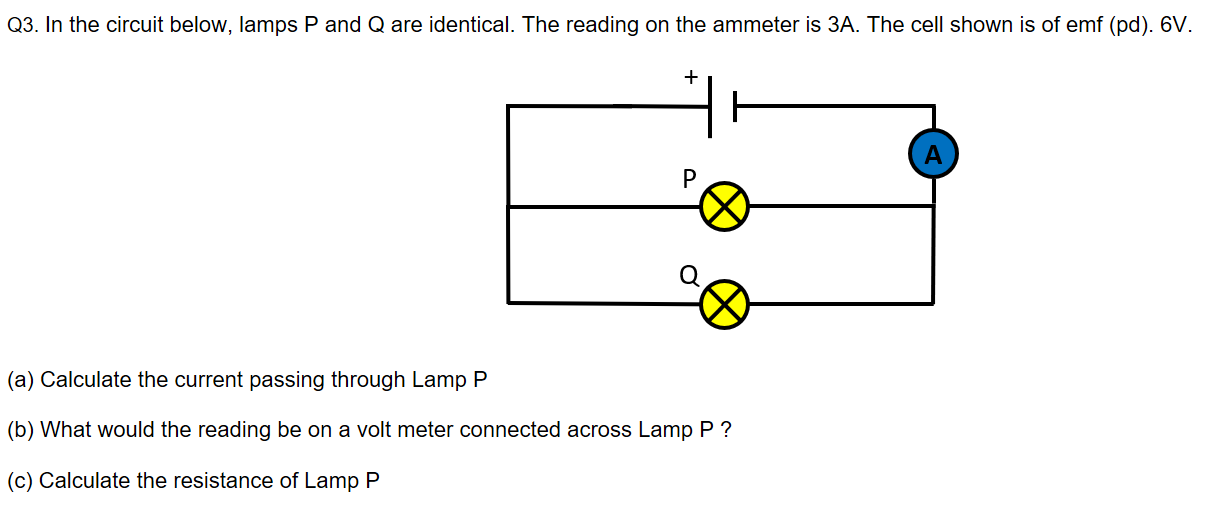 Q3. In the circuit below, lamps P and Q are identical. The reading on the ammeter is 3A. The cell shown is of emf (pd). 6V.
+
A
P
Q
(a) Calculate the current passing through Lamp P
(b) What would the reading be on a volt meter connected across Lamp P ?
(c) Calculate the resistance of Lamp P